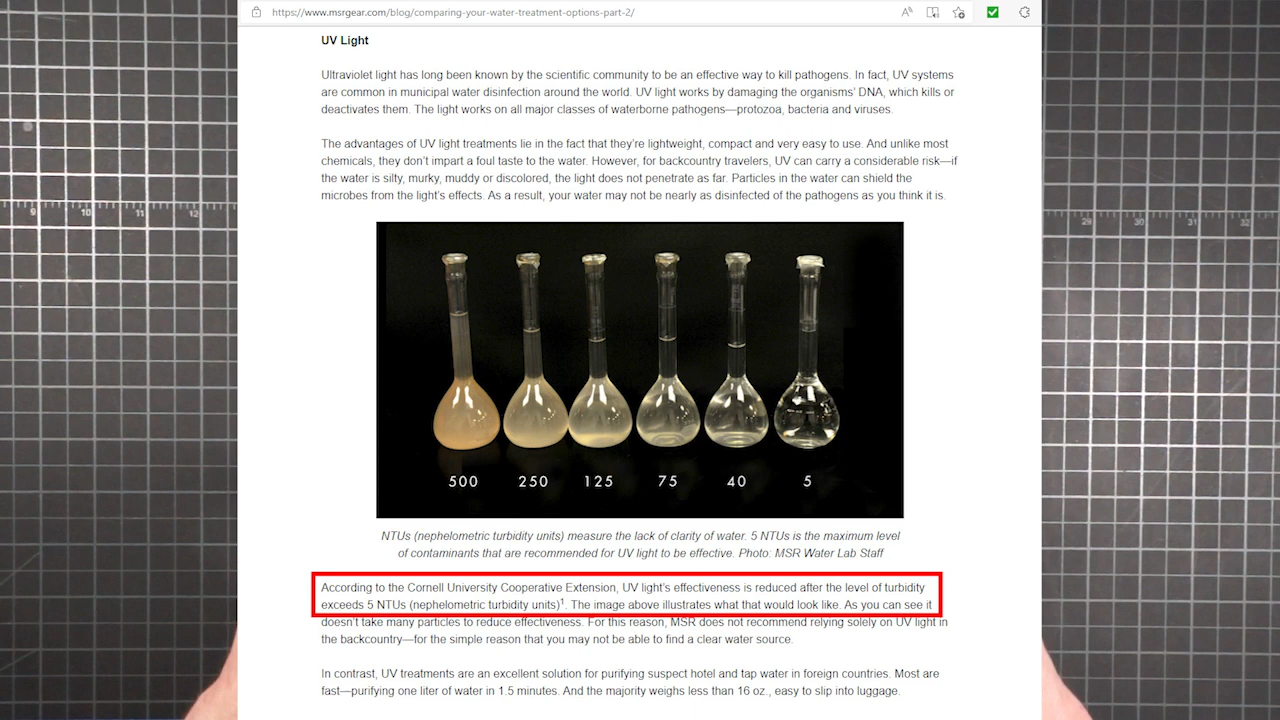 https://www.msrgear.com/blog/comparing-your-water-treatment-options-part-2/
UV Light
Ultraviolet light has long been known by the scientific community to be an effective way to kill pathogens. In fact, UV systems
are common in municipal water disinfection around the world. UV light works by damaging the organisms' DNA, which kills or
deactivates them. The light works on all major classes of waterborne pathogens—protozoa, bacteria and viruses.
The advantages of UV light treatments lie in the fact that they're lightweight, compact and very easy to use. And unlike most
chemicals, they don't impart a foul taste to the water. However, for backcountry travelers, UV can carry a considerable risk—if
the water is silty, murky, muddy or discolored, the light does not penetrate as far. Particles in the water can shield the
microbes from the light's effects. As a result, your water may not be nearly as disinfected of the pathogens as you think it is.
9 10 11 12
29 30 31 32
500 250 125 75 40 5
NTUs (nephelometric turbidity units) measure the lack of clarity of water. 5 NTUs is the maximum level
of contaminants that are recommended for UV light to be effective. Photo: MSR Water Lab Staff
According to the Cornell University Cooperative Extension, UV light's effectiveness is reduced after the level of turbidity
exceeds 5 NTUs (nephelometric turbidity units)¹. The image above illustrates what that would look like. As you can see it
doesn't take many particles to reduce effectiveness. For this reason, MSR does not recommend relying solely on UV light in
the backcountry—for the simple reason that you may not be able to find a clear water source.
In contrast, UV treatments are an excellent solution for purifying suspect hotel and tap water in foreign countries. Most are
fast—purifying one liter of water in 1.5 minutes. And the majority weighs less than 16 oz., easy to slip into luggage.